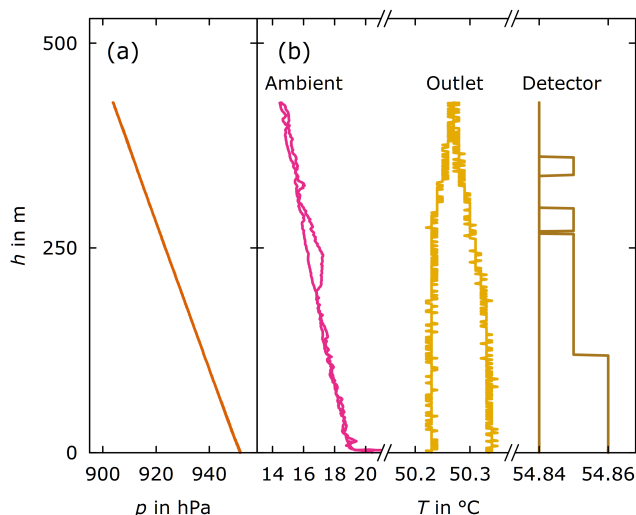 (a)
(b)
Ambient
Outlet
Detector
500
250
0
h in m
900 920 940
14 16 18 20
50.2 50.3
54.84 54.86
p in hPa
T in °C